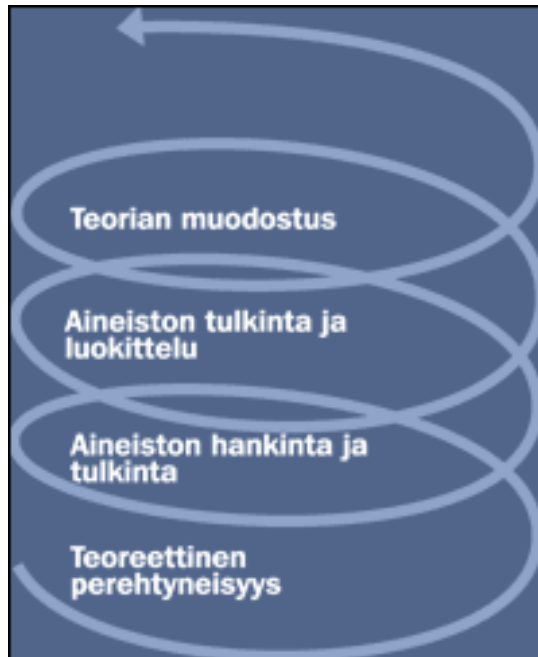 Teorian muodostus
Aineiston tulkinta ja
luokittelu
Aineiston hankinta ja
tulkinta
Teoreettinen
perehtyneisyys